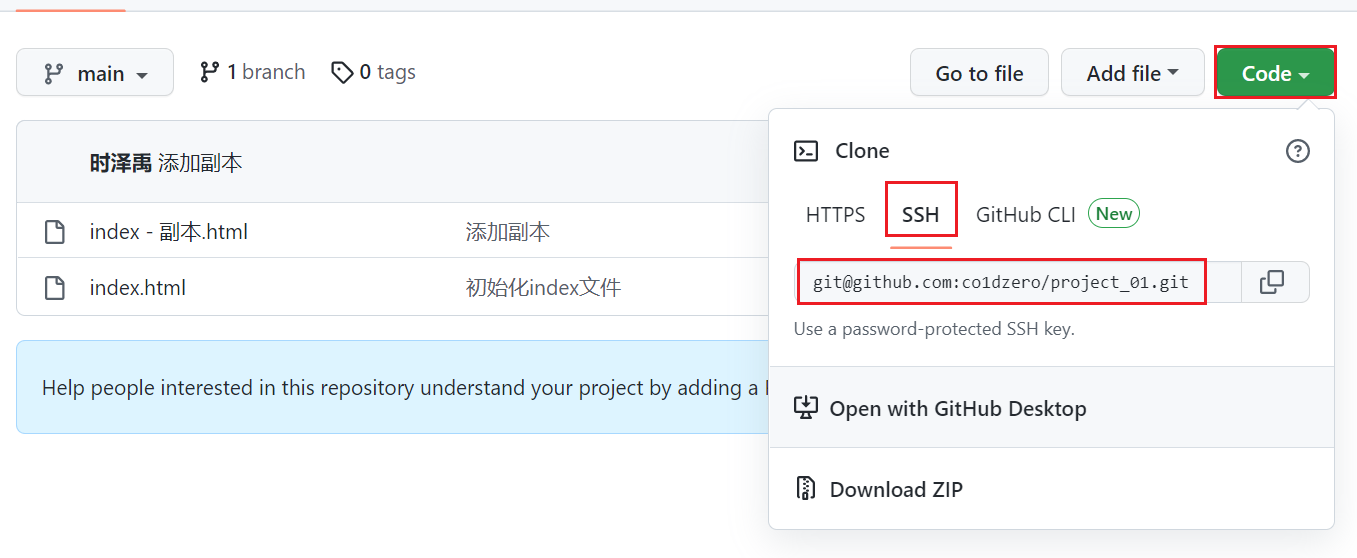 main 1 branch 0 tags Go to file Add file Code
时泽禹 添加副本
Clone
HTTPS SSH GitHub CLI New
index - 副本.html 添加副本
git@github.com:co1dzero/project_01.git
index.html 初始化index文件
Use a password-protected SSH key.
Help people interested in this repository understand your project by adding a
Open with GitHub Desktop
Download ZIP